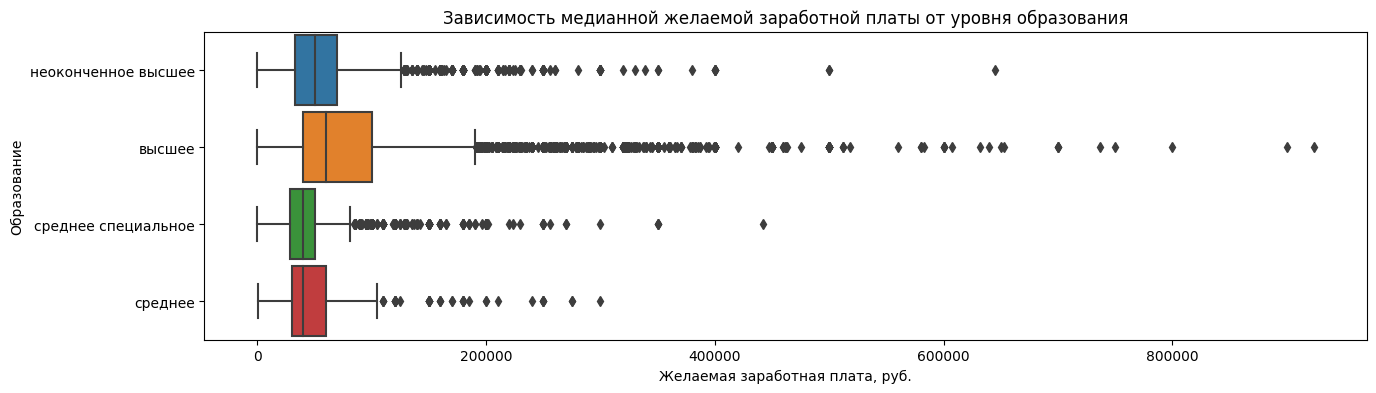 Зависимость медианной желаемой заработной платы от уровня образования
Образование
неоконченное высшее
высшее
среднее специальное
среднее
0 200000 400000 600000 800000
Желаемая заработная плата, руб.